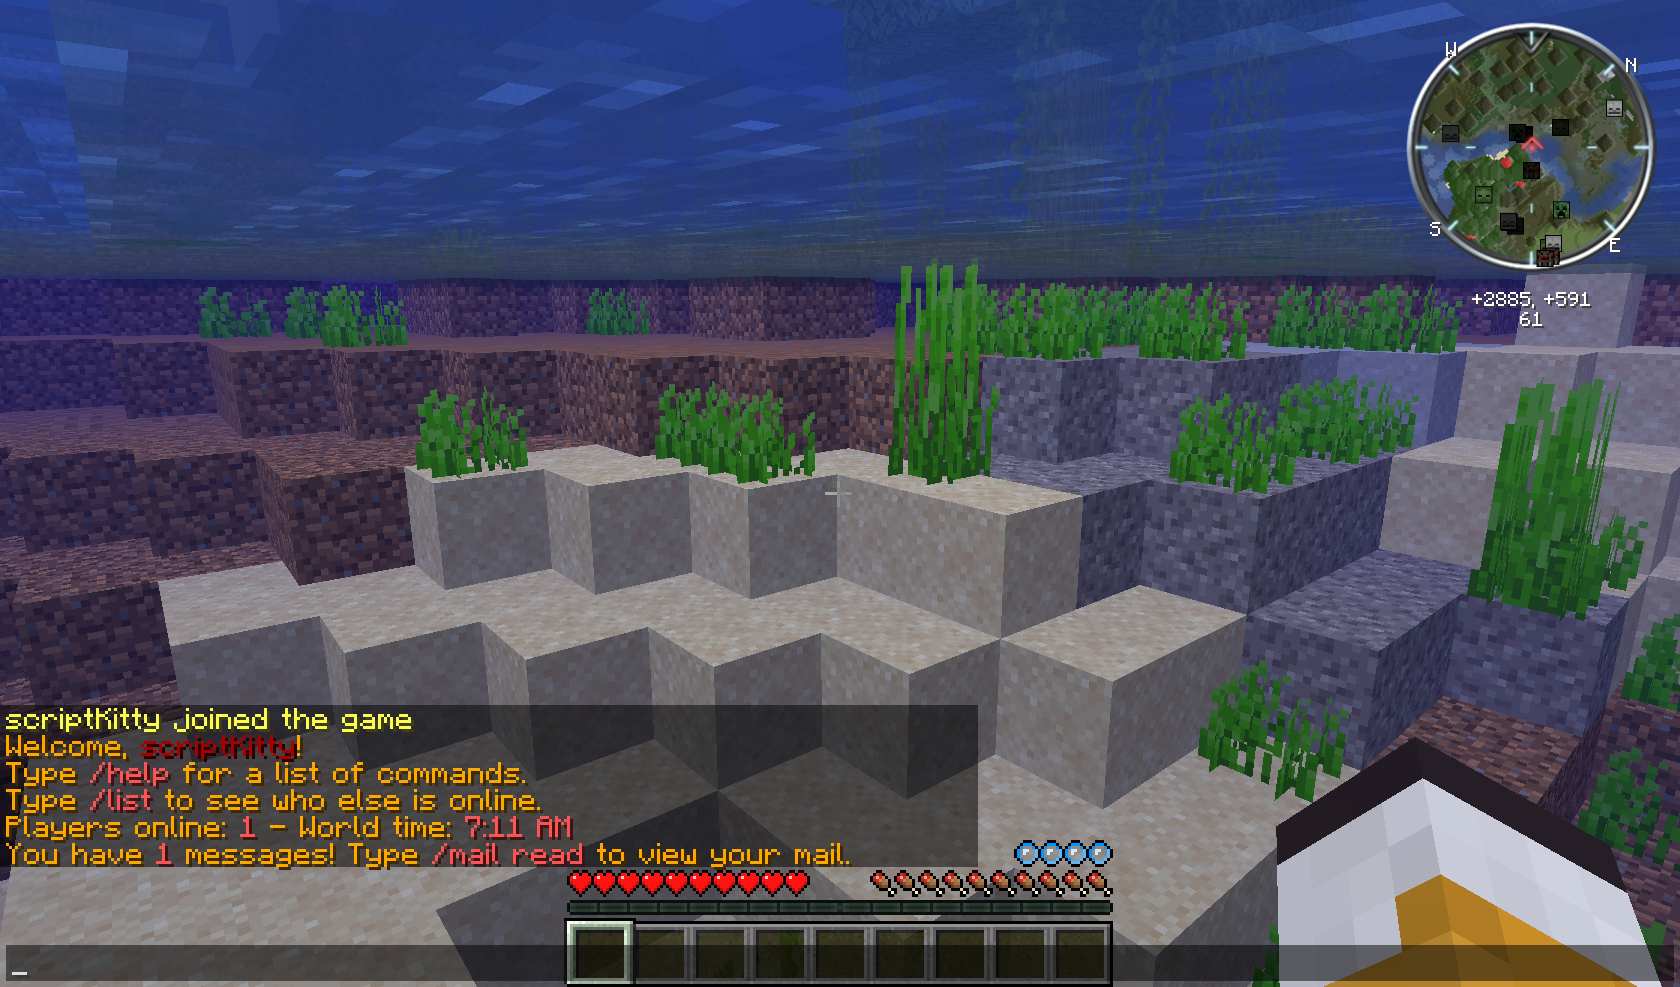 W
N
S
E
+2885, +591
61
scriptKitty joined the game
Welcome, scriptKitty!
Type /help for a list of commands.
Type /list to see who else is online.
Players online: 1 - World time: 7:11 AM
You have 1 messages! Type /mail read to view your mail.
_